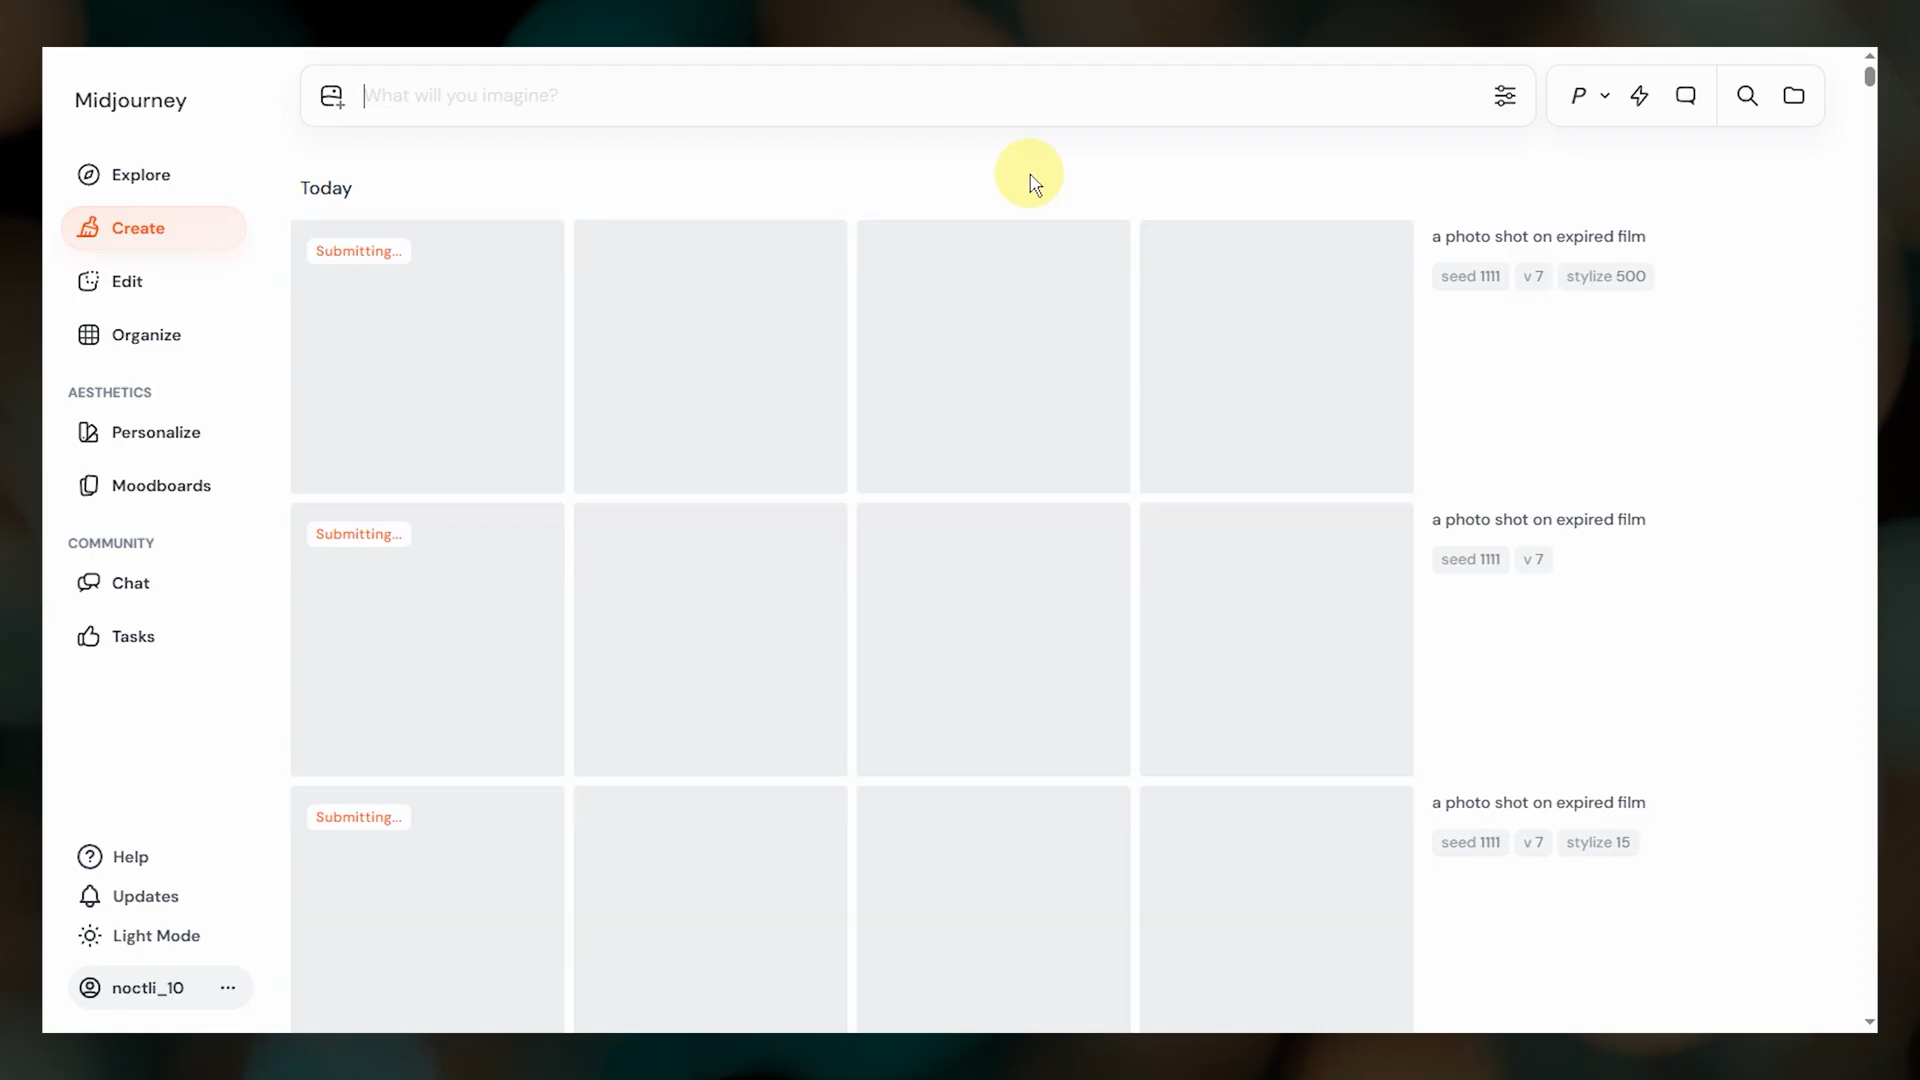 Midjourney
What will you imagine?
P
Explore
Create
Edit
Organize
AESTHETICS
Personalize
Moodboards
COMMUNITY
Chat
Tasks
Help
Updates
Light Mode
noctli_10
Today
Submitting...
a photo shot on expired film
seed 1111 v 7 stylize 500
Submitting...
a photo shot on expired film
seed 1111 v 7
Submitting...
a photo shot on expired film
seed 1111 v 7 stylize 15